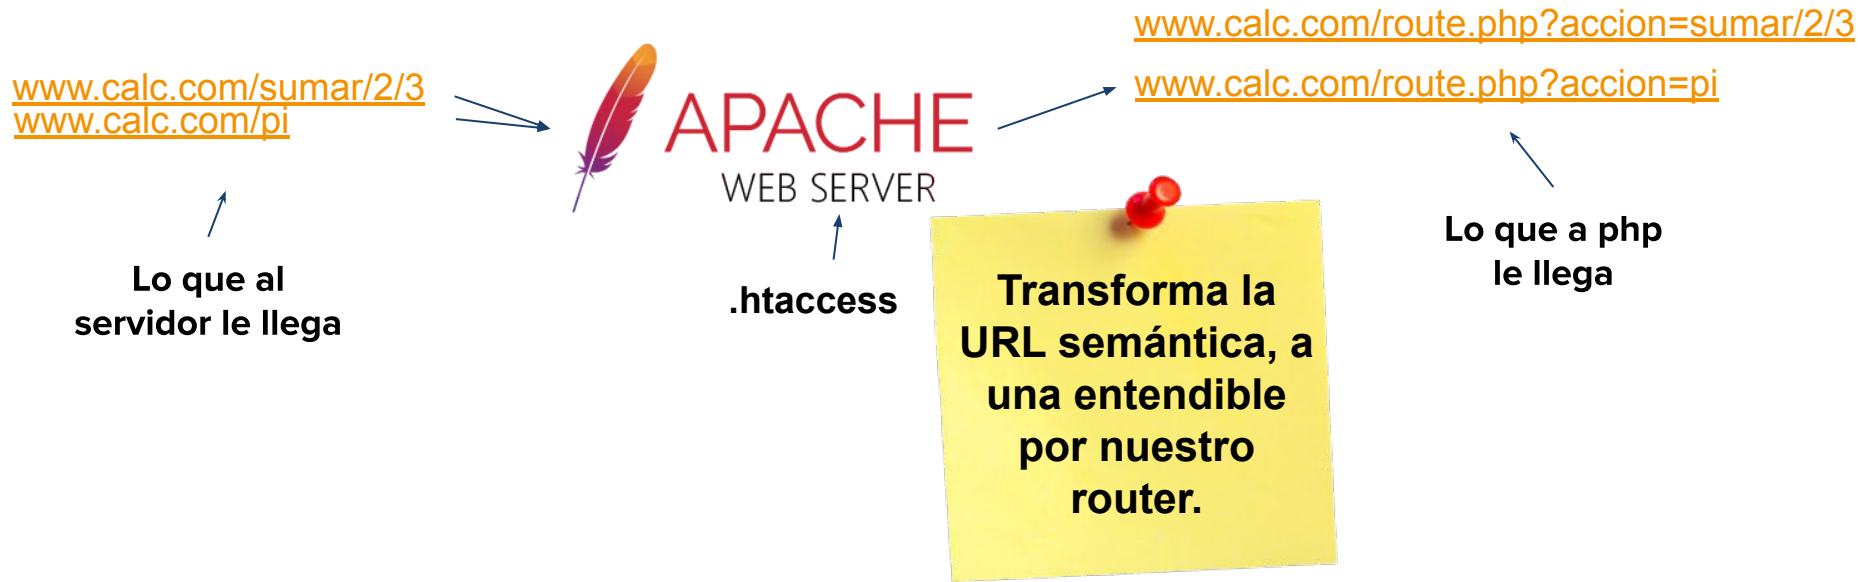 www.calc.com/sumar/2/3
www.calc.com/pi
Lo que al
servidor le llega
APACHE
WEB SERVER
.htaccess
Transforma la
URL semántica, a
una entendible
por nuestro
router.
www.calc.com/route.php?accion=sumar/2/3
www.calc.com/route.php?accion=pi
Lo que a php
le llega